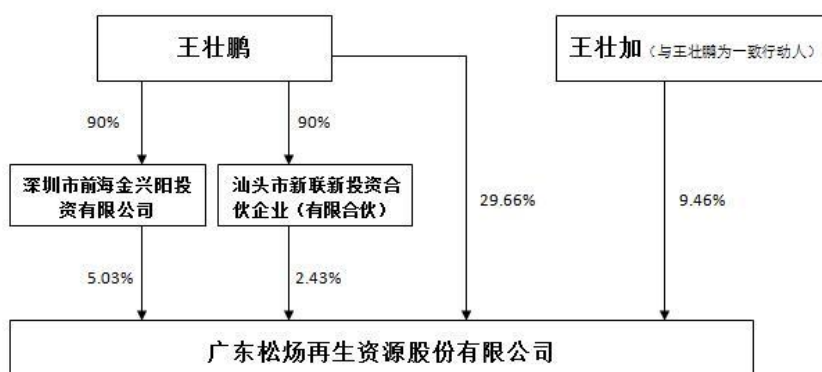 王壮鹏
王壮加（与王壮鹏为一致行动人）
90%
90%
深圳市前海金兴阳投
资有限公司
汕头市新联新投资合
伙企业（有限合伙）
29.66%
9.46%
5.03%
2.43%
广东松炀再生资源股份有限公司